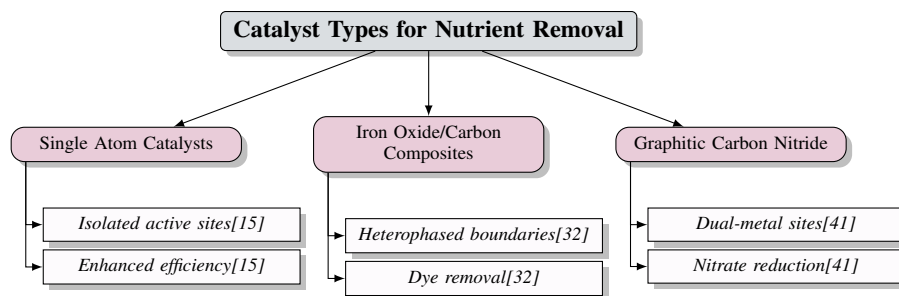 Catalyst Types for Nutrient Removal
Single Atom Catalysts
Isolated active sites[15]
Enhanced efficiency[15]
Iron Oxide/Carbon
Composites
Heterophased boundaries[32]
Dye removal[32]
Graphitic Carbon Nitride
Dual-metal sites[41]
Nitrate reduction[41]